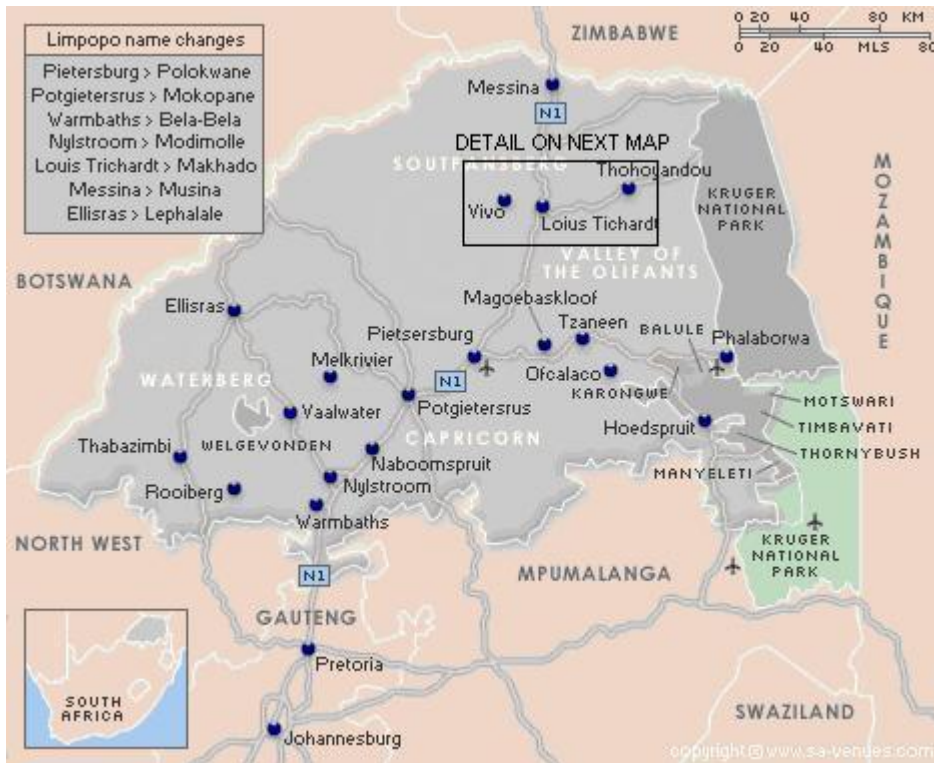 Limpopo name changes
Pietersburg > Polokwane
Potgietersrus > Mokopane
Warmbaths > Bela-Bela
Nylstroom > Modimolle
Louis Trichardt > Makhado
Messina > Musina
Ellisras > Lephalale
ZIMBABWE
0 20 40 80 KM
0 20 40 80
MLS
Messina
N1
DETAIL ON NEXT MAP
SOUTPANSBERG
Thohoyandou
Vivo
Loius Tichardt
KRUGER
NATIONAL
PARK
MOZAMBIQUE
VALLEY OF
THE OLIFANTS
BOTSWANA
Ellisras
Magoebaskloof
Pietsersburg
Tzaneen
BALULE
Phalaborwa
Melkrivier
N1
Ofcalaco
KARONGWE
WATERBERG
Potgietersrus
MOTSWARI
Vaalwater
Hoedspruit
TIMBAVATI
Thabazimbi
WELGEVONDEN
CAPRICORN
THORNYBUSH
Naboomspruit
MANYELETI
Rooiberg
Nylstroom
Warmbaths
NORTH WEST
KRUGER
NATIONAL
PARK
N1
MPUMALANGA
GAUTENG
Pretoria
SOUTH
AFRICA
SWAZILAND
Johannesburg
copyright © www.sa-venues.com